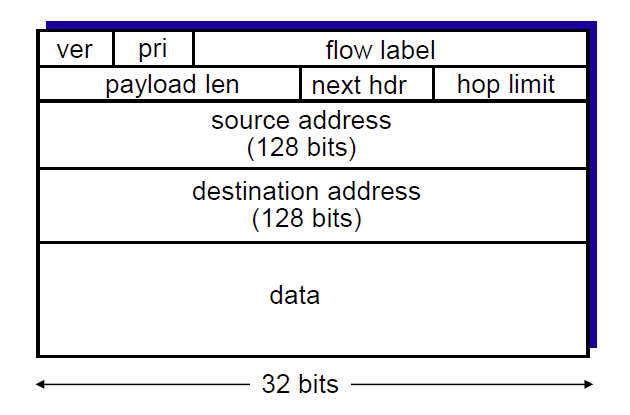 ver pri flow label
payload len next hdr hop limit
source address
(128 bits)
destination address
(128 bits)
data
32 bits